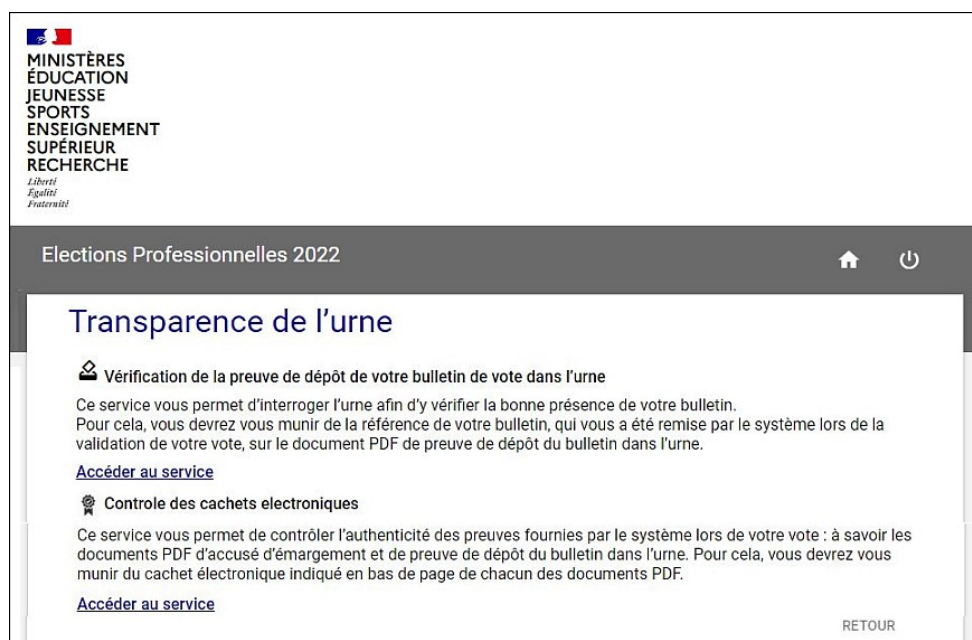 MINISTÈRES
ÉDUCATION
JEUNESSE
SPORTS
ENSEIGNEMENT
SUPÉRIEUR
RECHERCHE
Liberté
Égalité
Fraternité
Elections Professionnelles 2022
Transparence de l'urne
Vérification de la preuve de dépôt de votre bulletin de vote dans l'urne
Ce service vous permet d'interroger l'urne afin d'y vérifier la bonne présence de votre bulletin.
Pour cela, vous devrez vous munir de la référence de votre bulletin, qui vous a été remise par le système lors de la
validation de votre vote, sur le document PDF de preuve de dépôt du bulletin dans l'urne.
Accéder au service
Controle des cachets electroniques
Ce service vous permet de contrôler l'authenticité des preuves fournies par le système lors de votre vote : à savoir les
documents PDF d'accusé d'émargement et de preuve de dépôt du bulletin dans l'urne. Pour cela, vous devrez vous
munir du cachet électronique indiqué en bas de page de chacun des documents PDF.
Accéder au service
RETOUR